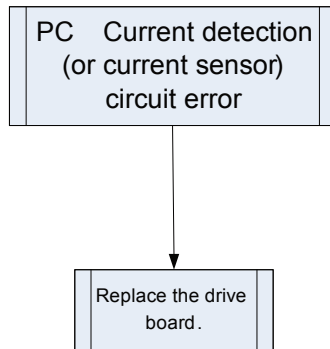 PC Current detection
(or current sensor)
circuit error
Replace the drive
board.